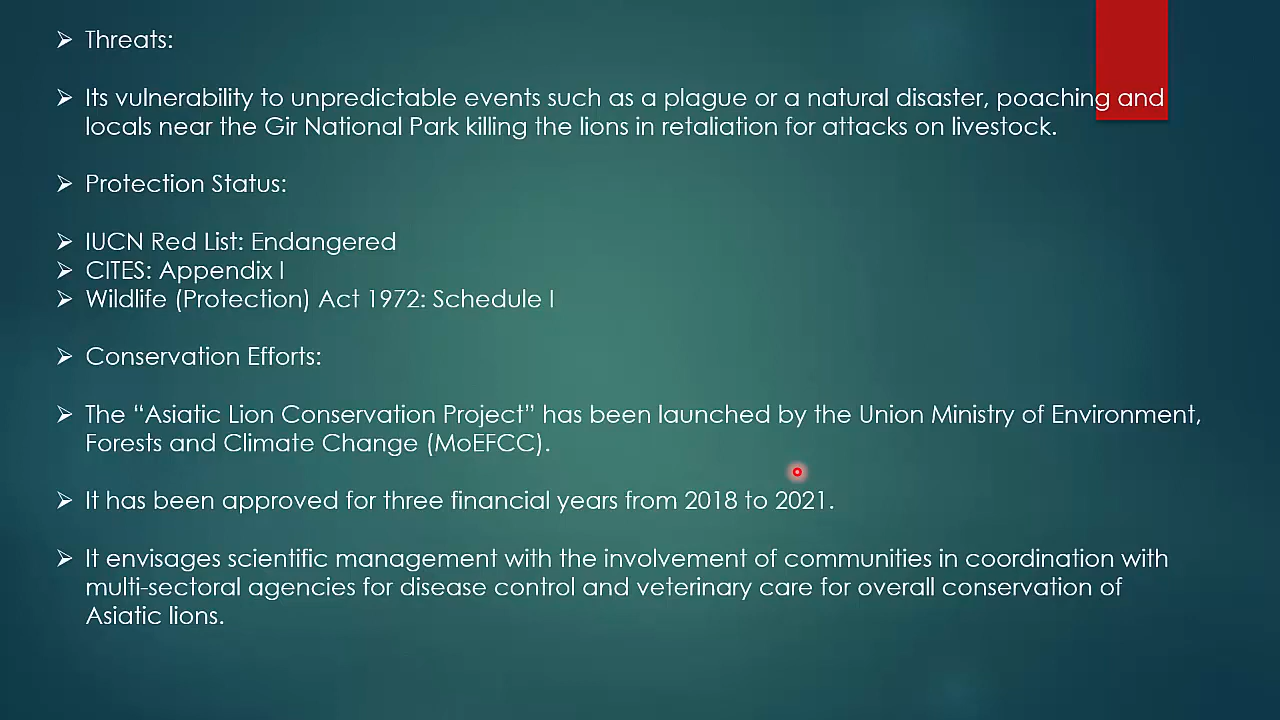 Threats:
Its vulnerability to unpredictable events such as a plague or a natural disaster, poaching and
locals near the Gir National Park killing the lions in retaliation for attacks on livestock.
Protection Status:
IUCN Red List: Endangered
CITES: Appendix I
Wildlife (Protection) Act 1972: Schedule I
Conservation Efforts:
The “Asiatic Lion Conservation Project” has been launched by the Union Ministry of Environment,
Forests and Climate Change (MoEFCC).
It has been approved for three financial years from 2018 to 2021.
It envisages scientific management with the involvement of communities in coordination with
multi-sectoral agencies for disease control and veterinary care for overall conservation of
Asiatic lions.